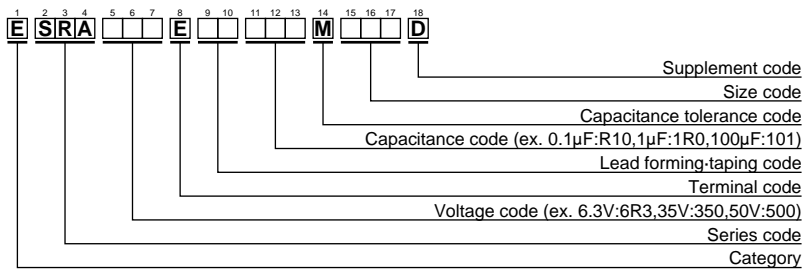 1 2 3 4 5 6 7 8 9 10 11 12 13 14 15 16 17 18
E S R A E M D
Supplement code
Size code
Capacitance tolerance code
Capacitance code (ex. 0.1µF:R10,1µF:1R0,100µF:101)
Lead forming·taping code
Terminal code
Voltage code (ex. 6.3V:6R3,35V:350,50V:500)
Series code
Category